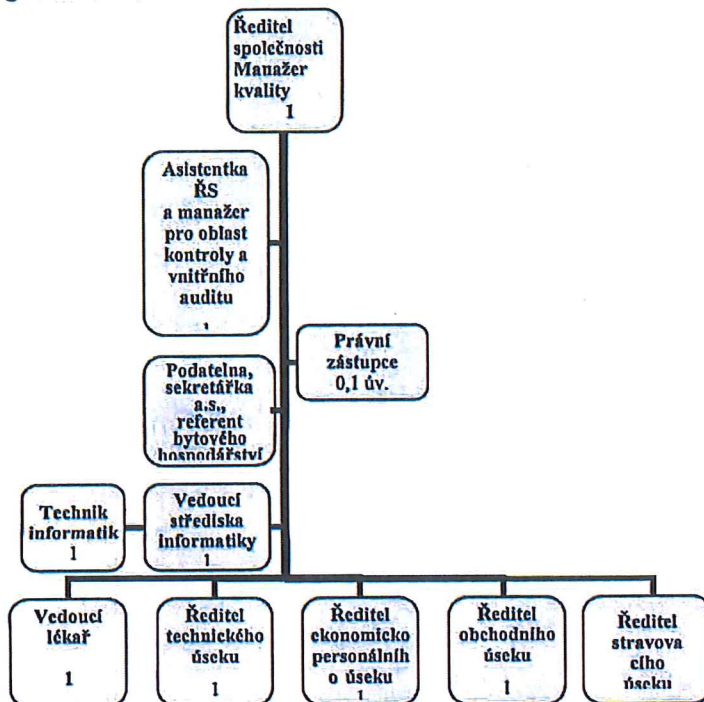 Ředitel
společnosti
Manažer
kvality
1
Asistentka
ŘS
a manažer
pro oblast
kontroly a
vnitřního
auditu
1
Právní
zástupce
0,1 úv.
Podatelna,
sekretářka
a.s.,
referent
bytového
hospodářství
Technik
informatik
1
Vedoucí
střediska
informatiky
1
Vedoucí
lékař
1
Ředitel
technického
úseku
1
Ředitel
ekonomicko
personálníh
o úseku
1
Ředitel
obchodního
úseku
1
Ředitel
stravova
cího
úseku